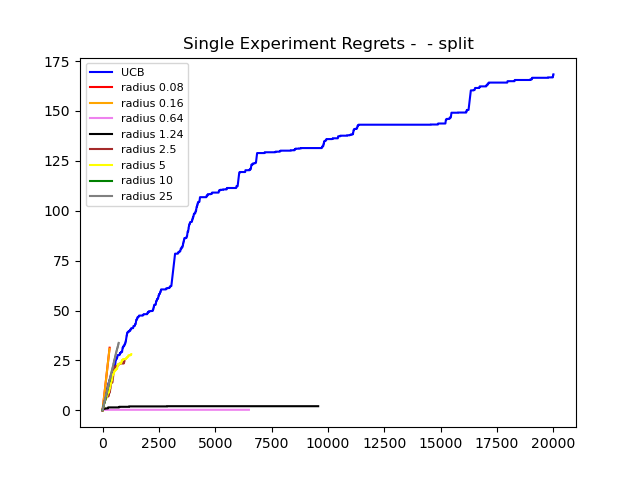 Single Experiment Regrets -  - split
175
150
125
100
75
50
25
0
UCB
radius 0.08
radius 0.16
radius 0.64
radius 1.24
radius 2.5
radius 5
radius 10
radius 25
0 2500 5000 7500 10000 12500 15000 17500 20000